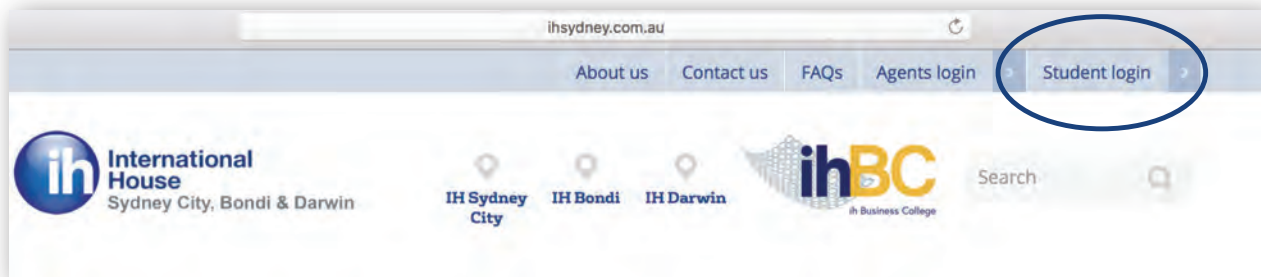 ihsydney.com.au
About us Contact us FAQs Agents login > Student login >
ih International House
Sydney City, Bondi & Darwin
IH Sydney City
IH Bondi
IH Darwin
ihBC
ih Business College
Search